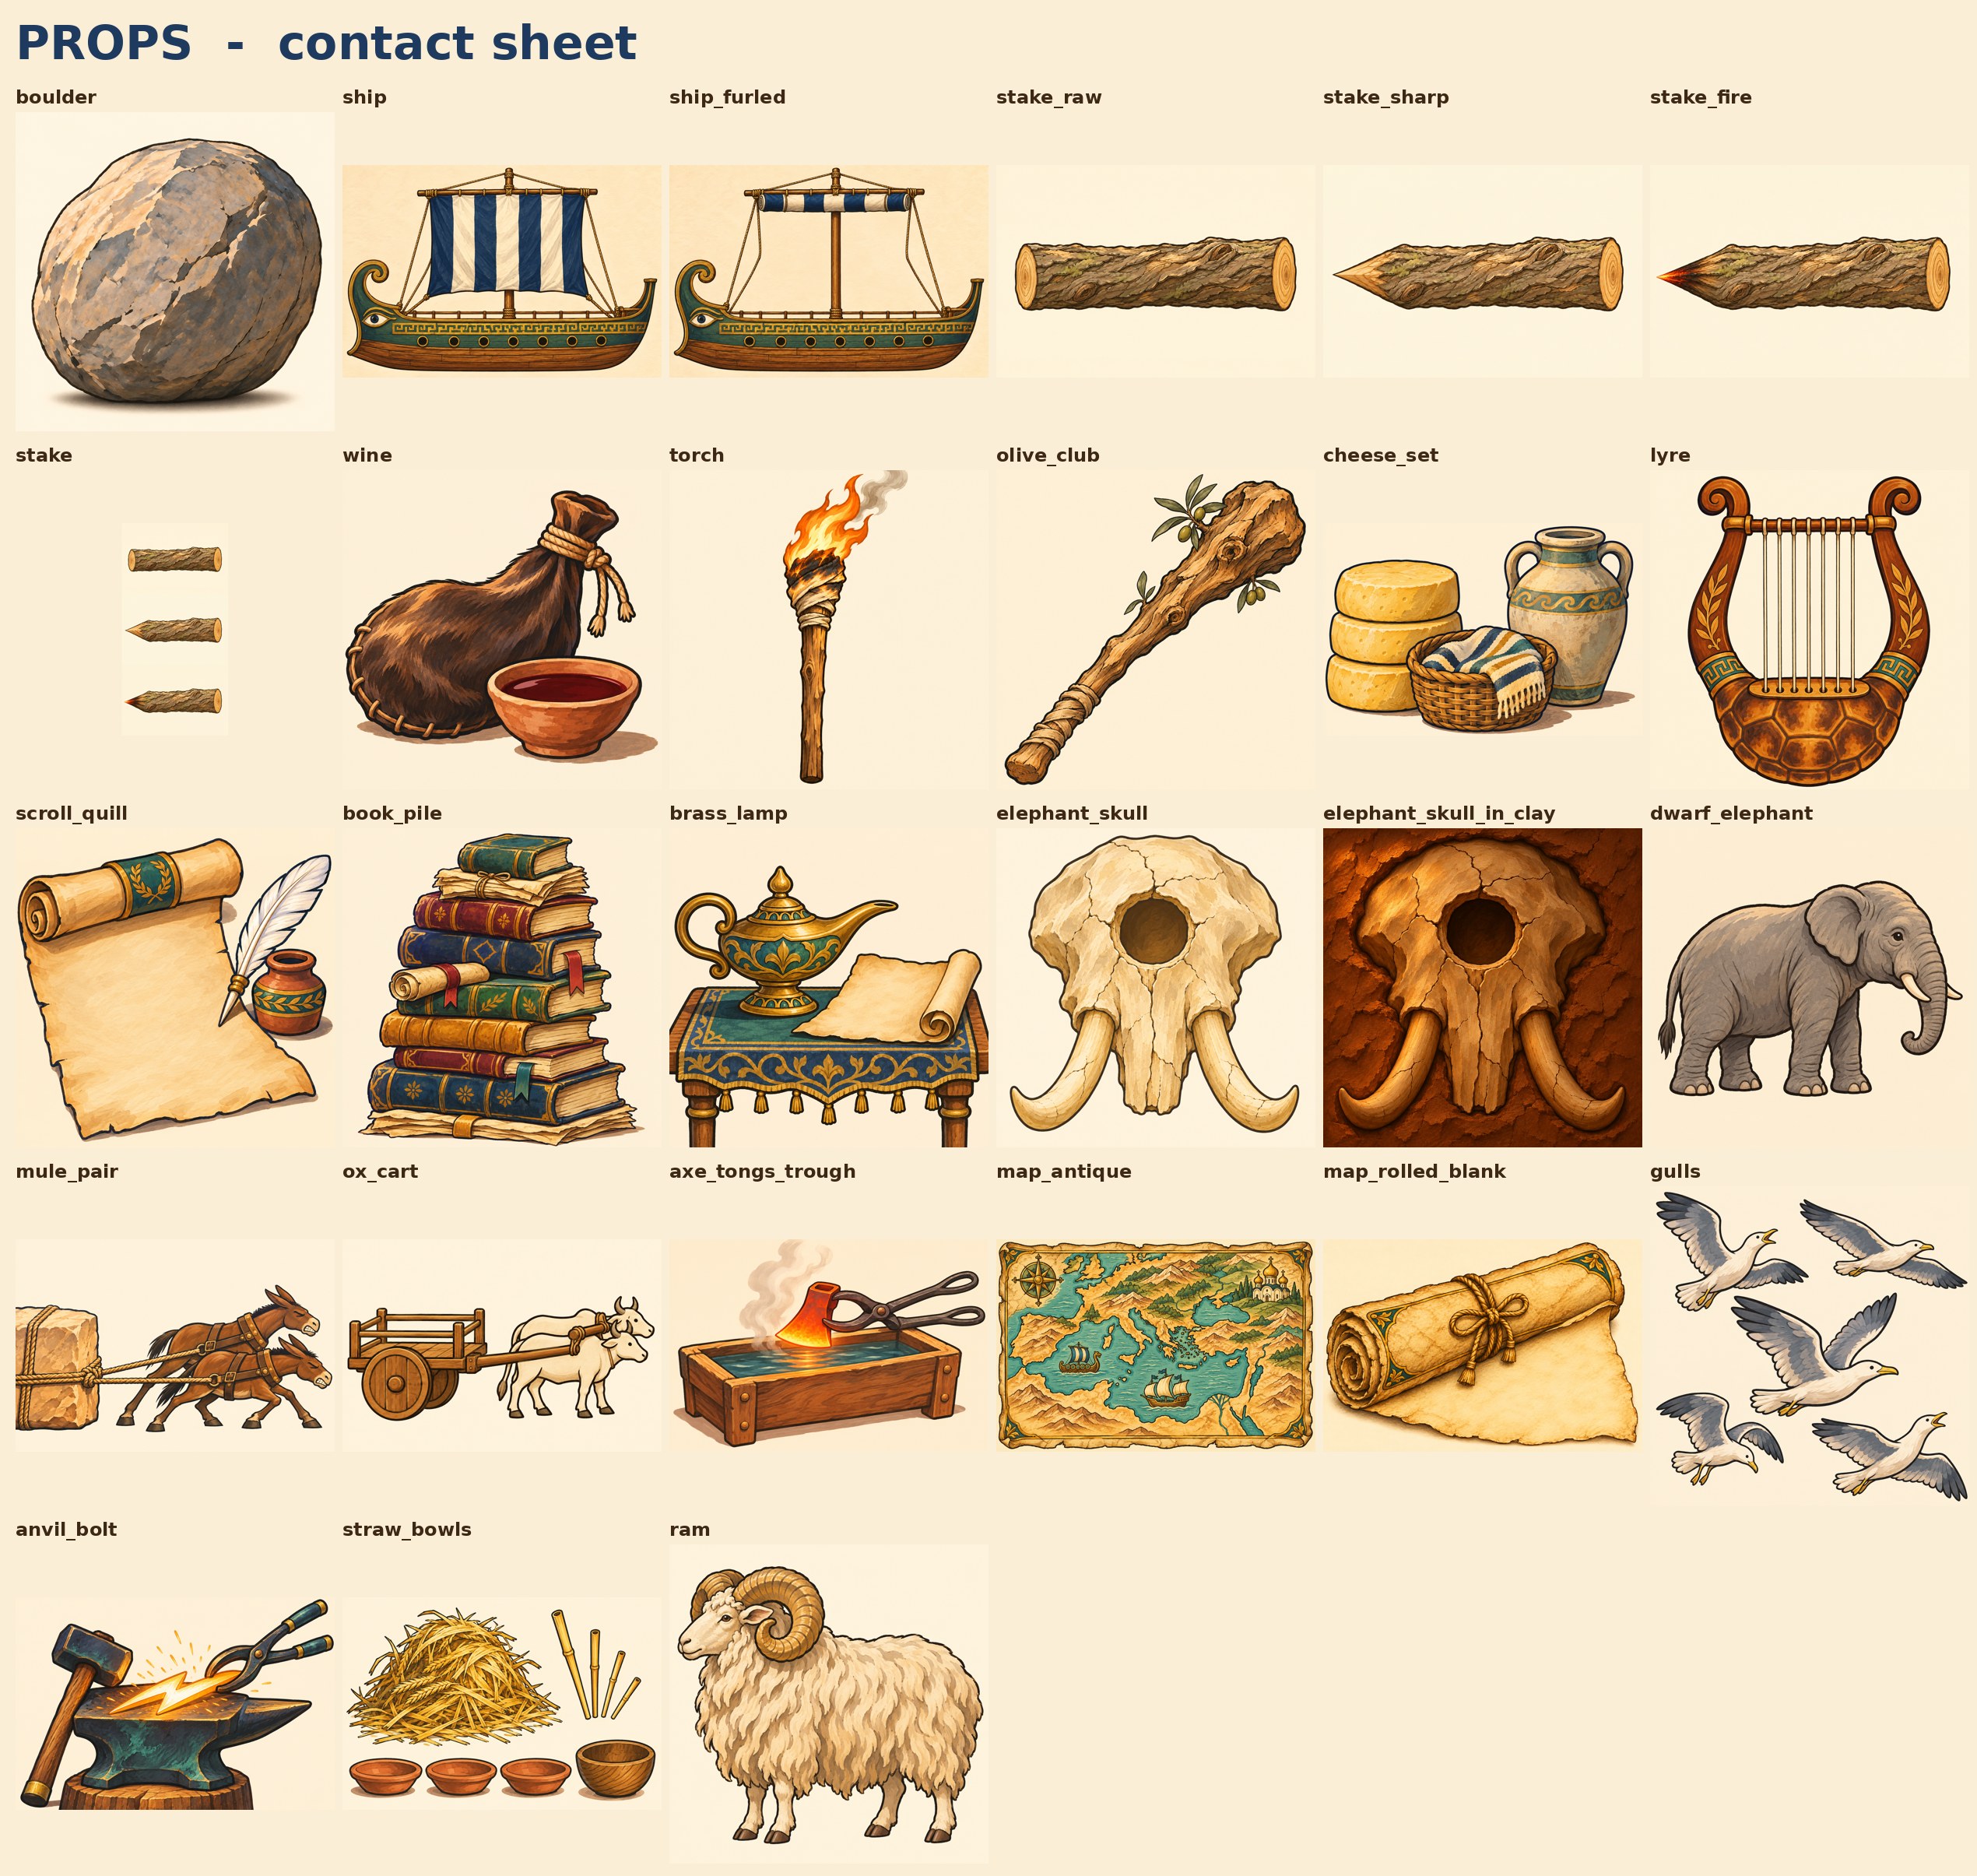 PROPS - contact sheet
boulder ship ship_furled stake_raw stake_sharp stake_fire
stake wine torch olive_club cheese_set lyre
scroll_quill book_pile brass_lamp elephant_skull elephant_skull_in_clay dwarf_elephant
mule_pair ox_cart axe_tongs_trough map_antique map_rolled_blank gulls
anvil_bolt straw_bowls ram